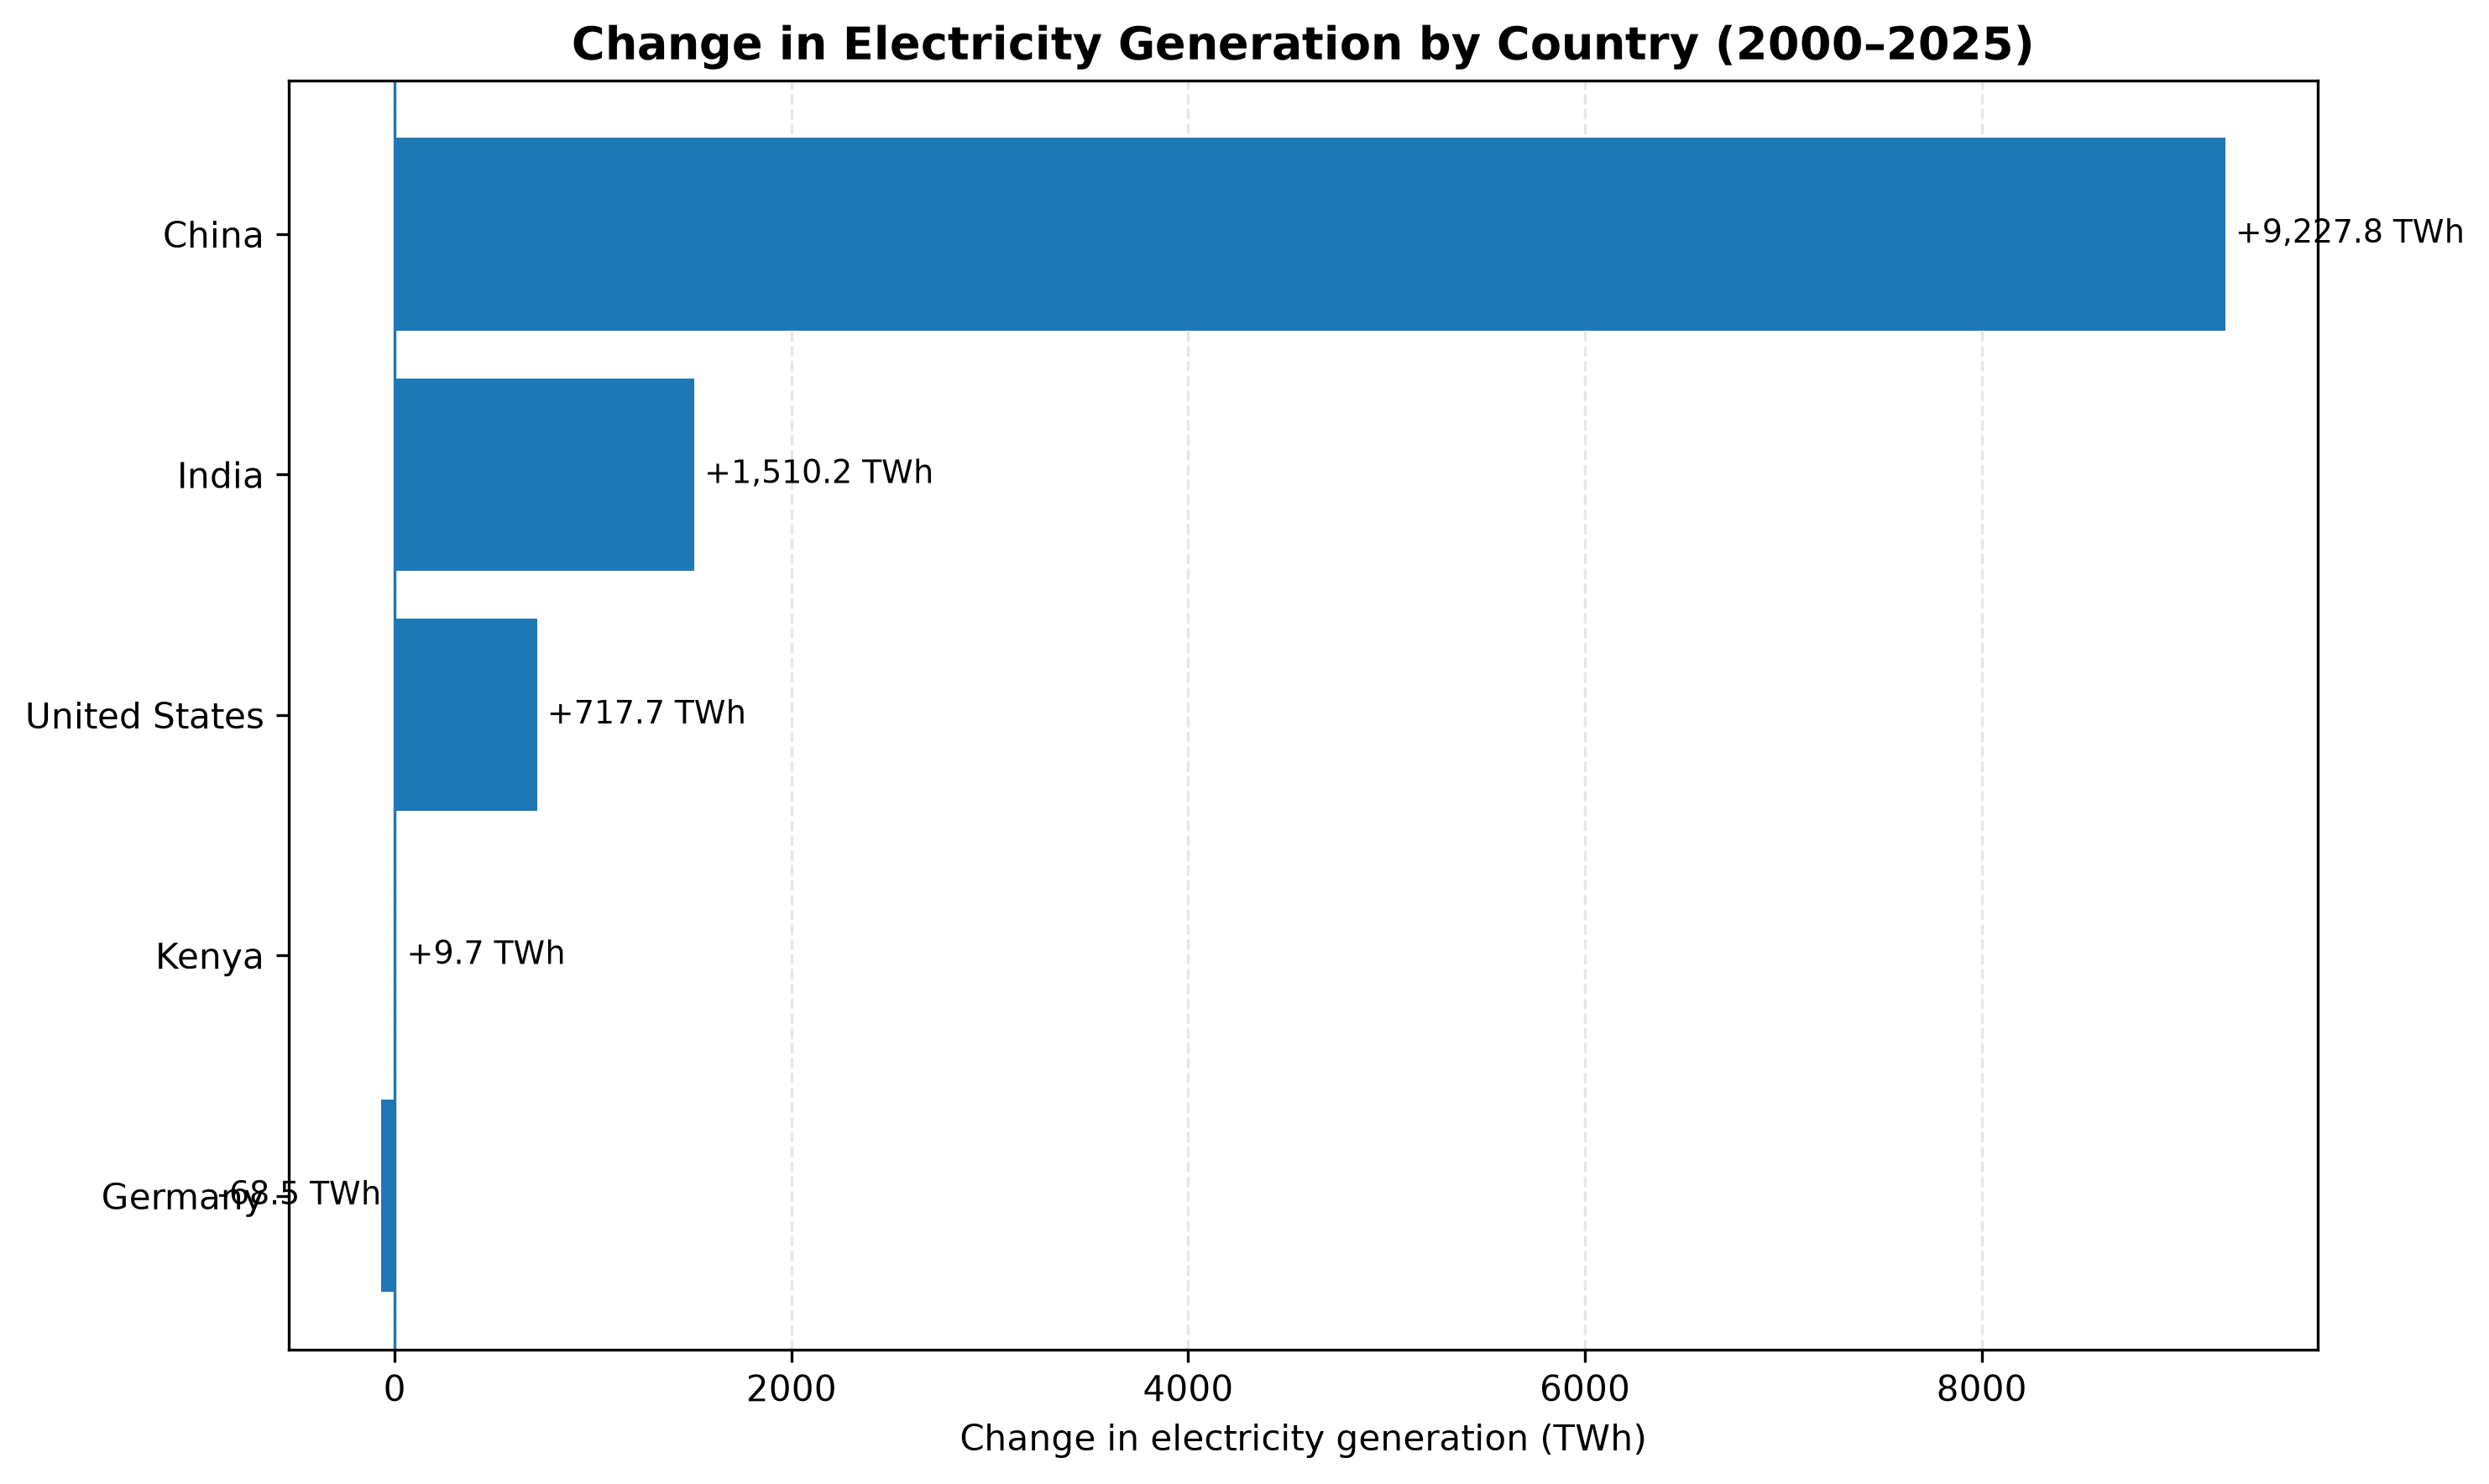 Change in Electricity Generation by Country (2000–2025)
China
+9,227.8 TWh
India
+1,510.2 TWh
United States
+717.7 TWh
Kenya
+9.7 TWh
Germany
-68.5 TWh
0 2000 4000 6000 8000
Change in electricity generation (TWh)